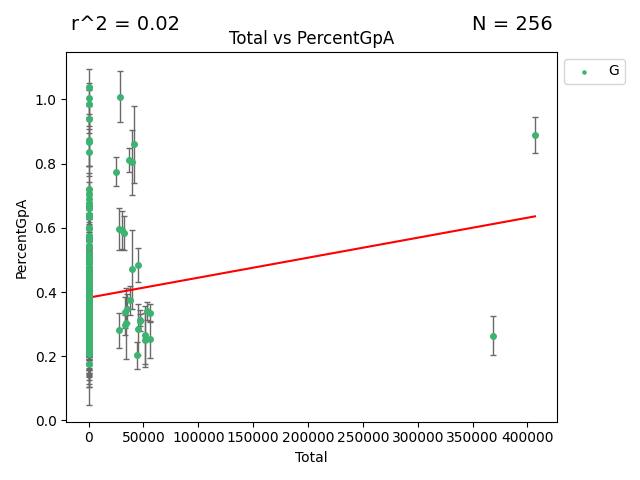 r^2 = 0.02
N = 256
Total vs PercentGpA
G
PercentGpA
1.0
0.8
0.6
0.4
0.2
0.0
0
50000
100000
150000
200000
250000
300000
350000
400000
Total